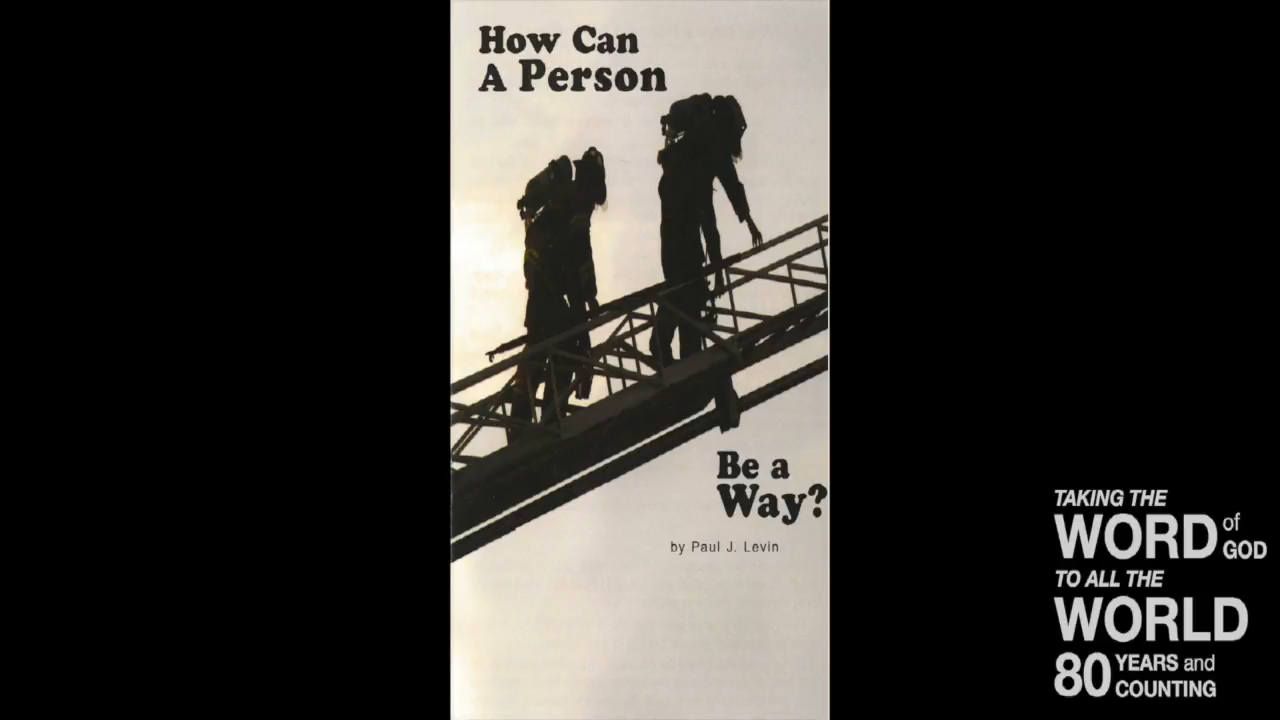 How Can
A Person
Be a
Way?
by Paul J. Levin
TAKING THE
WORD of
GOD
TO ALL THE
WORLD
80 YEARS and
COUNTING